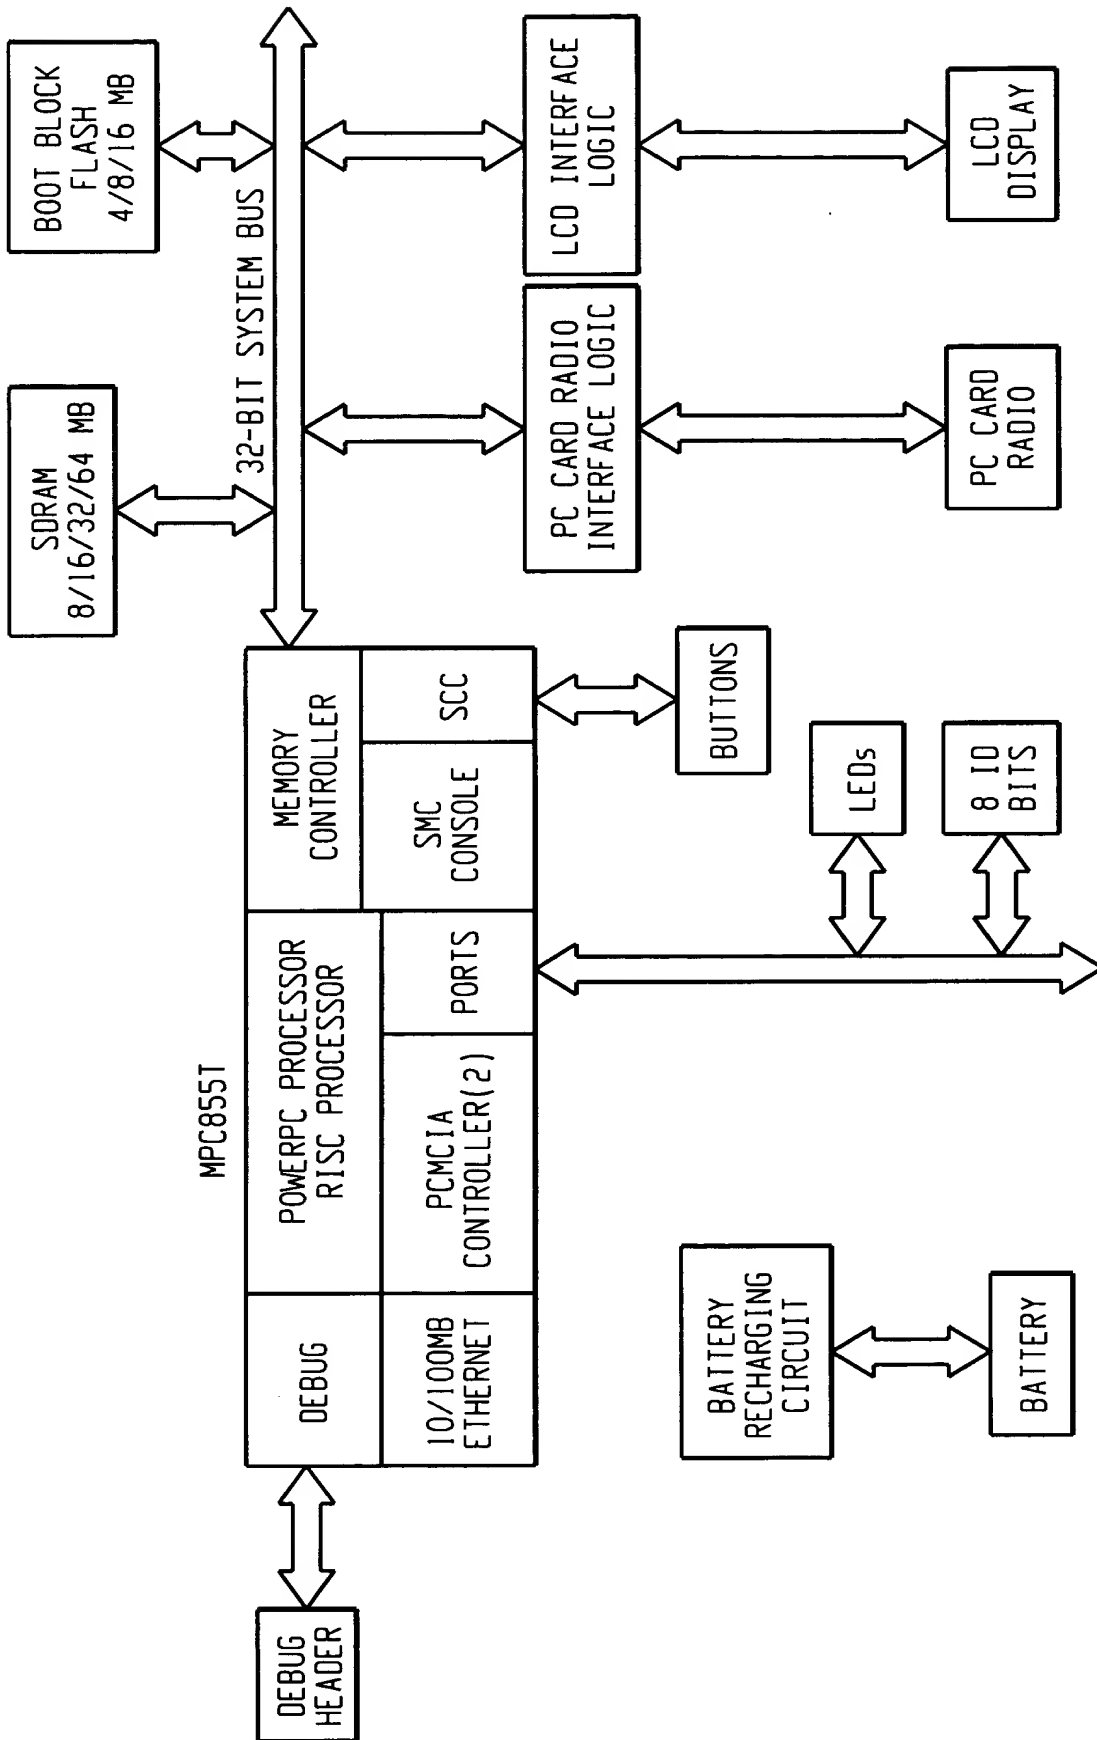 SDRAM
8/16/32/64 MB
BOOT BLOCK
FLASH
4/8/16 MB
32-BIT SYSTEM BUS
MPC855T
DEBUG
HEADER
DEBUG
POWERPC PROCESSOR
RISC PROCESSOR
MEMORY
CONTROLLER
10/100MB
ETHERNET
PCMCIA
CONTROLLER(2)
PORTS
SMC
CONSOLE
SCC
PC CARD RADIO
INTERFACE LOGIC
LCD INTERFACE
LOGIC
BATTERY
RECHARGING
CIRCUIT
BUTTONS
LEDs
BATTERY
8 ID
BITS
PC CARD
RADIO
LCD
DISPLAY